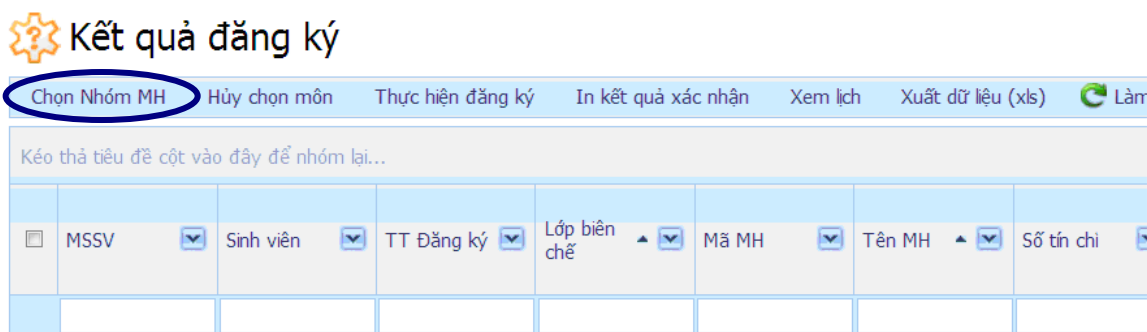 Kết quả đăng ký
Chọn Nhóm MH Hủy chọn môn Thực hiện đăng ký In kết quả xác nhận Xem lịch Xuất dữ liệu (xls) Làm
Kéo thả tiêu đề cột vào đây để nhóm lại...
MSSV Sinh viên TT Đăng ký Lớp biên chế Mã MH Tên MH Số tín chỉ